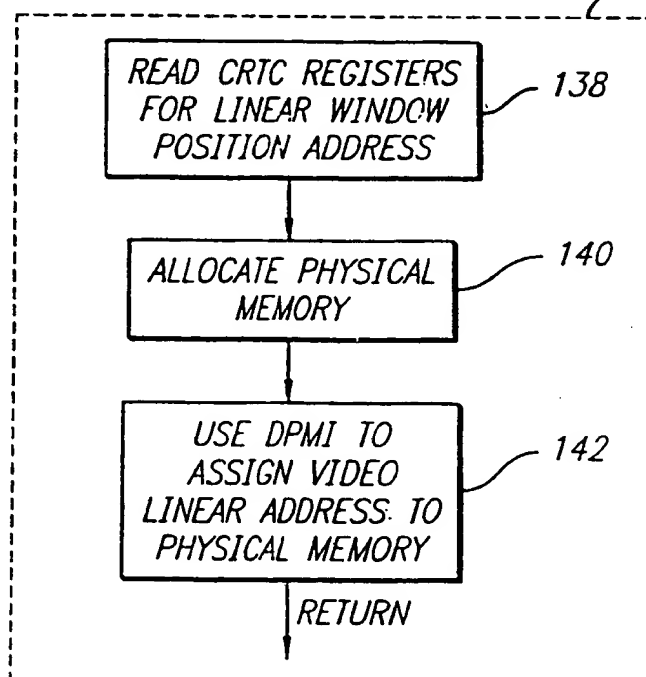 READ CRTC REGISTERS
FOR LINEAR WINDOW
POSITION ADDRESS
138
ALLOCATE PHYSICAL
MEMORY
140
USE DPMI TO
ASSIGN VIDEO
LINEAR ADDRESS TO
PHYSICAL MEMORY
142
RETURN